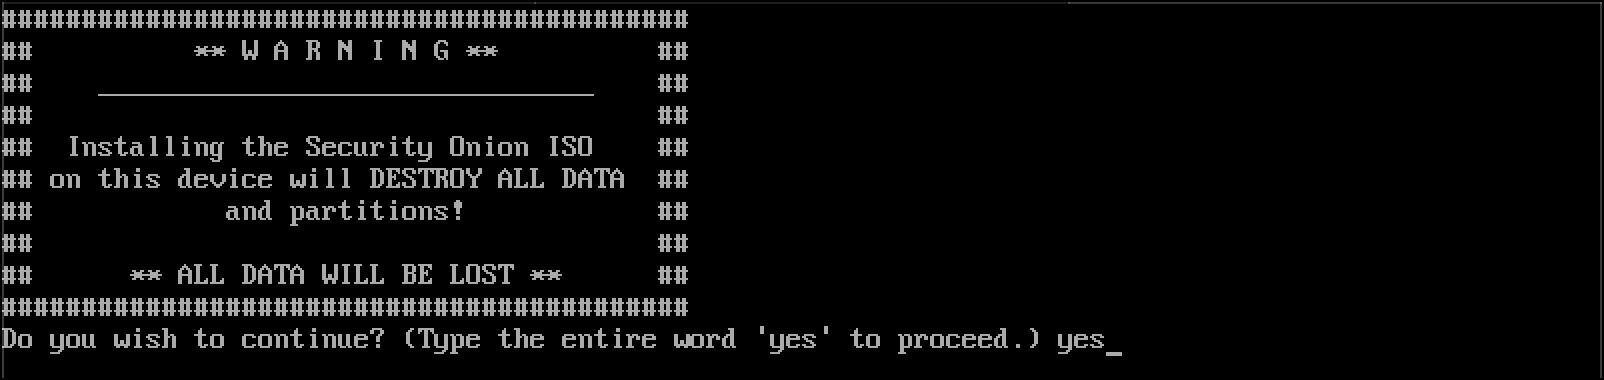 ###########################################
## ** W A R N I N G ** ##
## _______________________________ ##
## ##
## Installing the Security Onion ISO ##
## on this device will DESTROY ALL DATA ##
## and partitions! ##
## ##
## ** ALL DATA WILL BE LOST ** ##
###########################################
Do you wish to continue? (Type the entire word 'yes' to proceed.) yes_